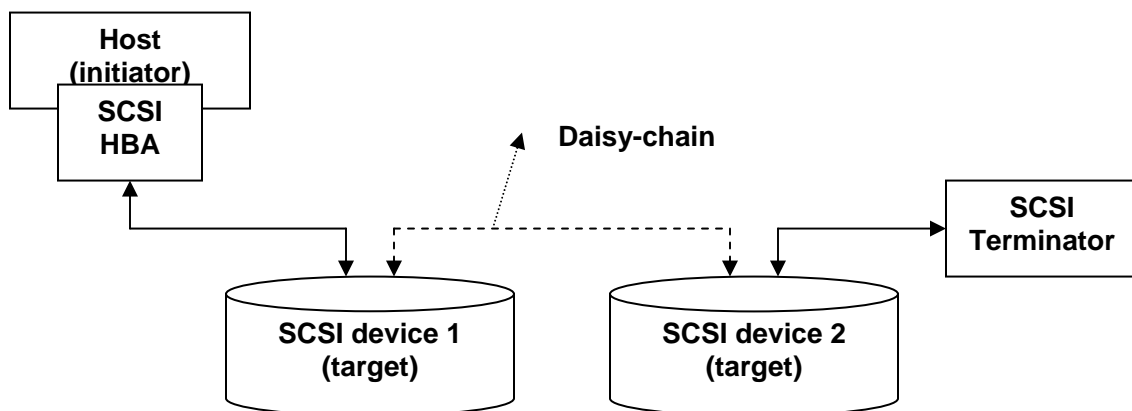 Host
(initiator)
SCSI
HBA
Daisy-chain
SCSI
Terminator
SCSI device 1
(target)
SCSI device 2
(target)